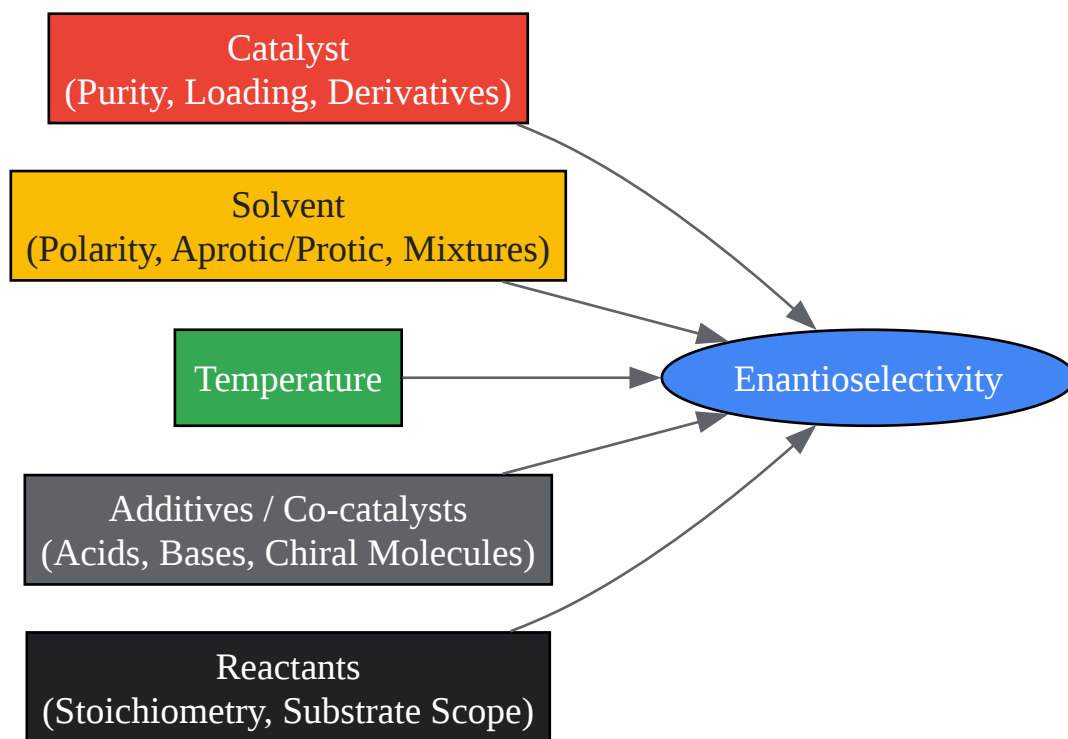 Catalyst
(Purity, Loading, Derivatives)
Solvent
(Polarity, Aprotic/Protic, Mixtures)
Temperature
Enantioselectivity
Additives / Co-catalysts
(Acids, Bases, Chiral Molecules)
Reactants
(Stoichiometry, Substrate Scope)